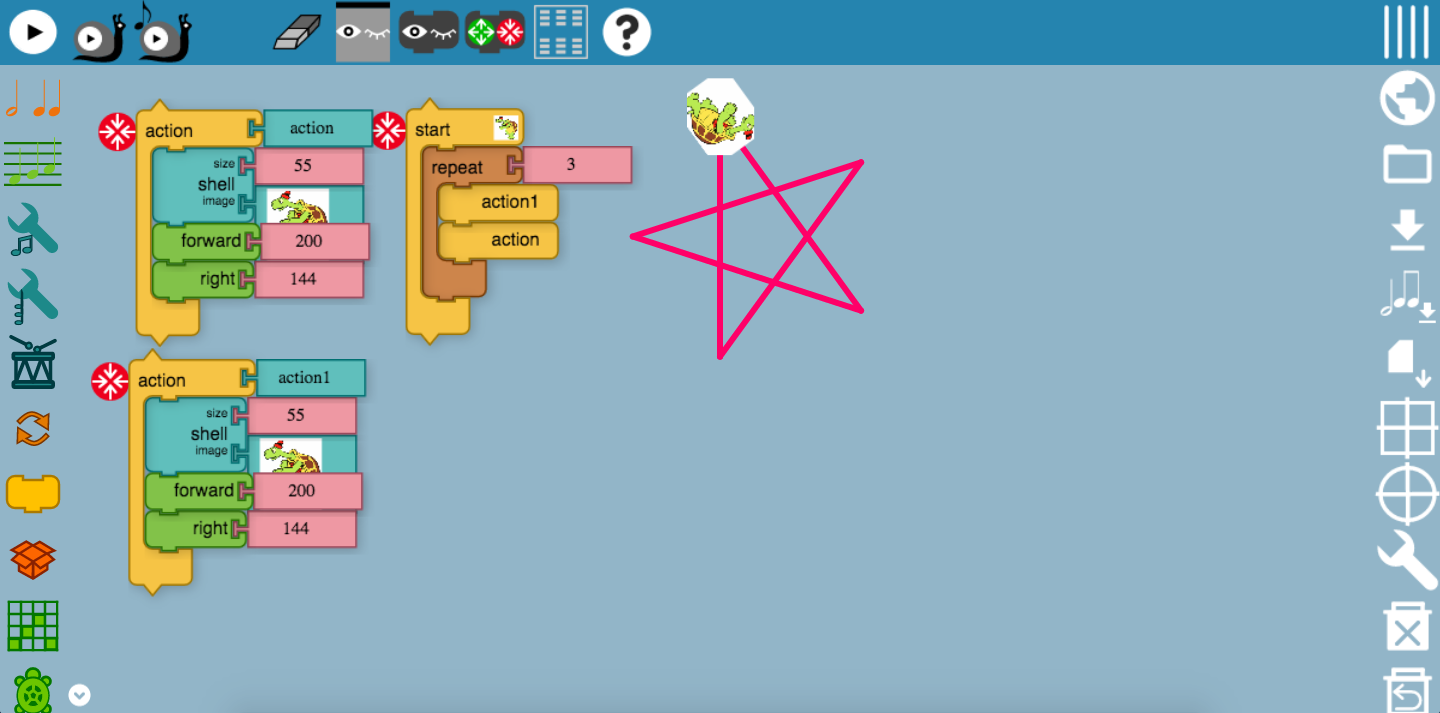 ?
action action
size 55
shell
image
forward 200
right 144
start
repeat 3
action1
action
action action1
size 55
shell
image
forward 200
right 144